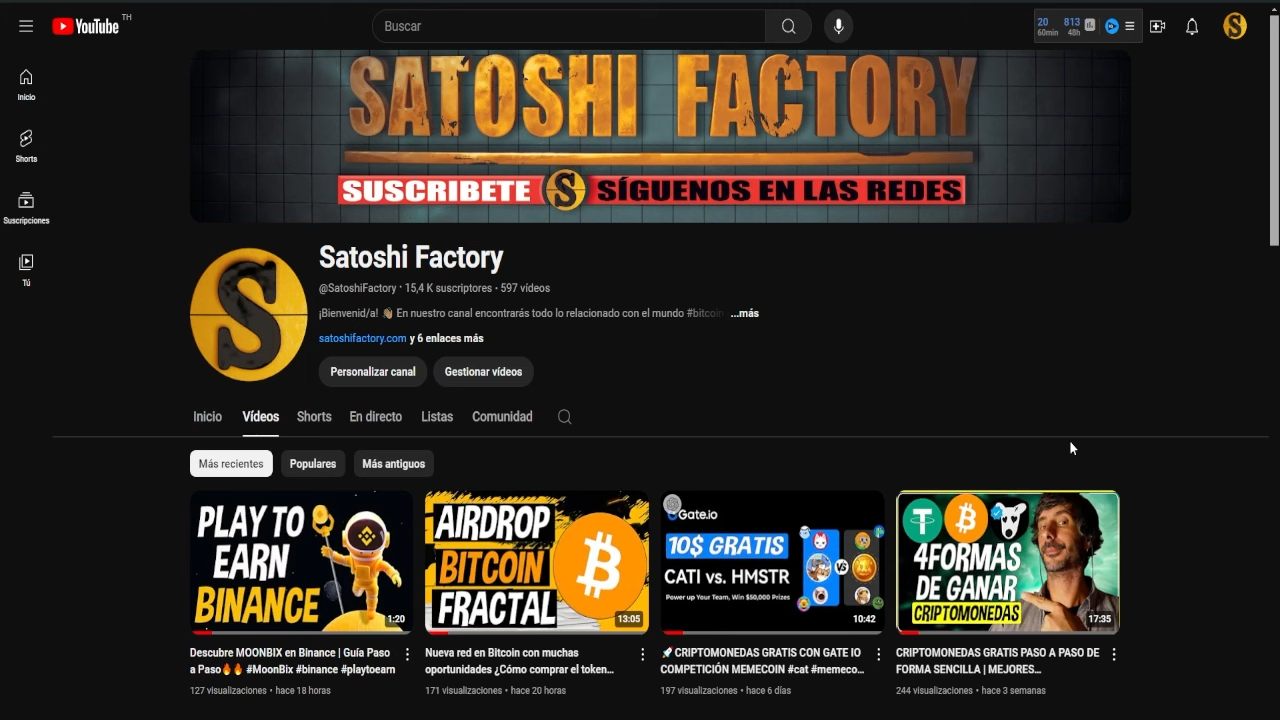 YouTube TH
Buscar
20 813
60min 48h
Inicio
Shorts
Suscripciones
Tú
SATOSHI FACTORY
SUSCRIBETE S SÍGUENOS EN LAS REDES
S
Satoshi Factory
@SatoshiFactory · 15,4 K suscriptores · 597 vídeos
¡Bienvenid/a! 👋🏽 En nuestro canal encontrarás todo lo relacionado con el mundo #bitcoin ...más
satoshifactory.com y 6 enlaces más
Personalizar canal Gestionar vídeos
Inicio Vídeos Shorts En directo Listas Comunidad
Más recientes Populares Más antiguos
PLAY TO
EARN
BINANCE
1:20
AIRDROP
BITCOIN
FRACTAL
13:05
Gate.io
10$ GRATIS
CATI vs. HMSTR
Power up Your Team, Win $50,000 Prizes
VS
10:42
4FORMAS
DE GANAR
CRIPTOMONEDAS
17:35
Descubre MOONBIX en Binance | Guía Paso
a Paso🔥🔥 #MoonBix #binance #playtoearn
127 visualizaciones • hace 18 horas
Nueva red en Bitcoin con muchas
oportunidades ¿Cómo comprar el token...
171 visualizaciones • hace 20 horas
🚀CRIPTOMONEDAS GRATIS CON GATE IO
COMPETICIÓN MEMECOIN #cat #memeco...
197 visualizaciones • hace 6 días
CRIPTOMONEDAS GRATIS PASO A PASO DE
FORMA SENCILLA | MEJORES...
244 visualizaciones • hace 3 semanas